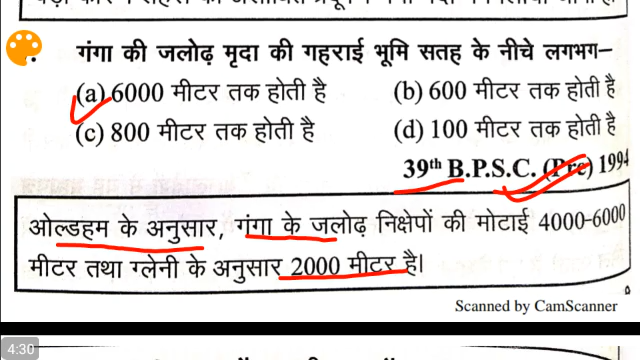 गंगा की जलोढ़ मृदा की गहराई भूमि सतह के नीचे लगभग–
(a) 6000 मीटर तक होती है
(b) 600 मीटर तक होती है
(c) 800 मीटर तक होती है
(d) 100 मीटर तक होती है
39th B.P.S.C. (Pre) 1994
ओल्डहम के अनुसार, गंगा के जलोढ़ निक्षेपों की मोटाई 4000-6000
मीटर तथा ग्लेनी के अनुसार 2000 मीटर है।
Scanned by CamScanner
4:30